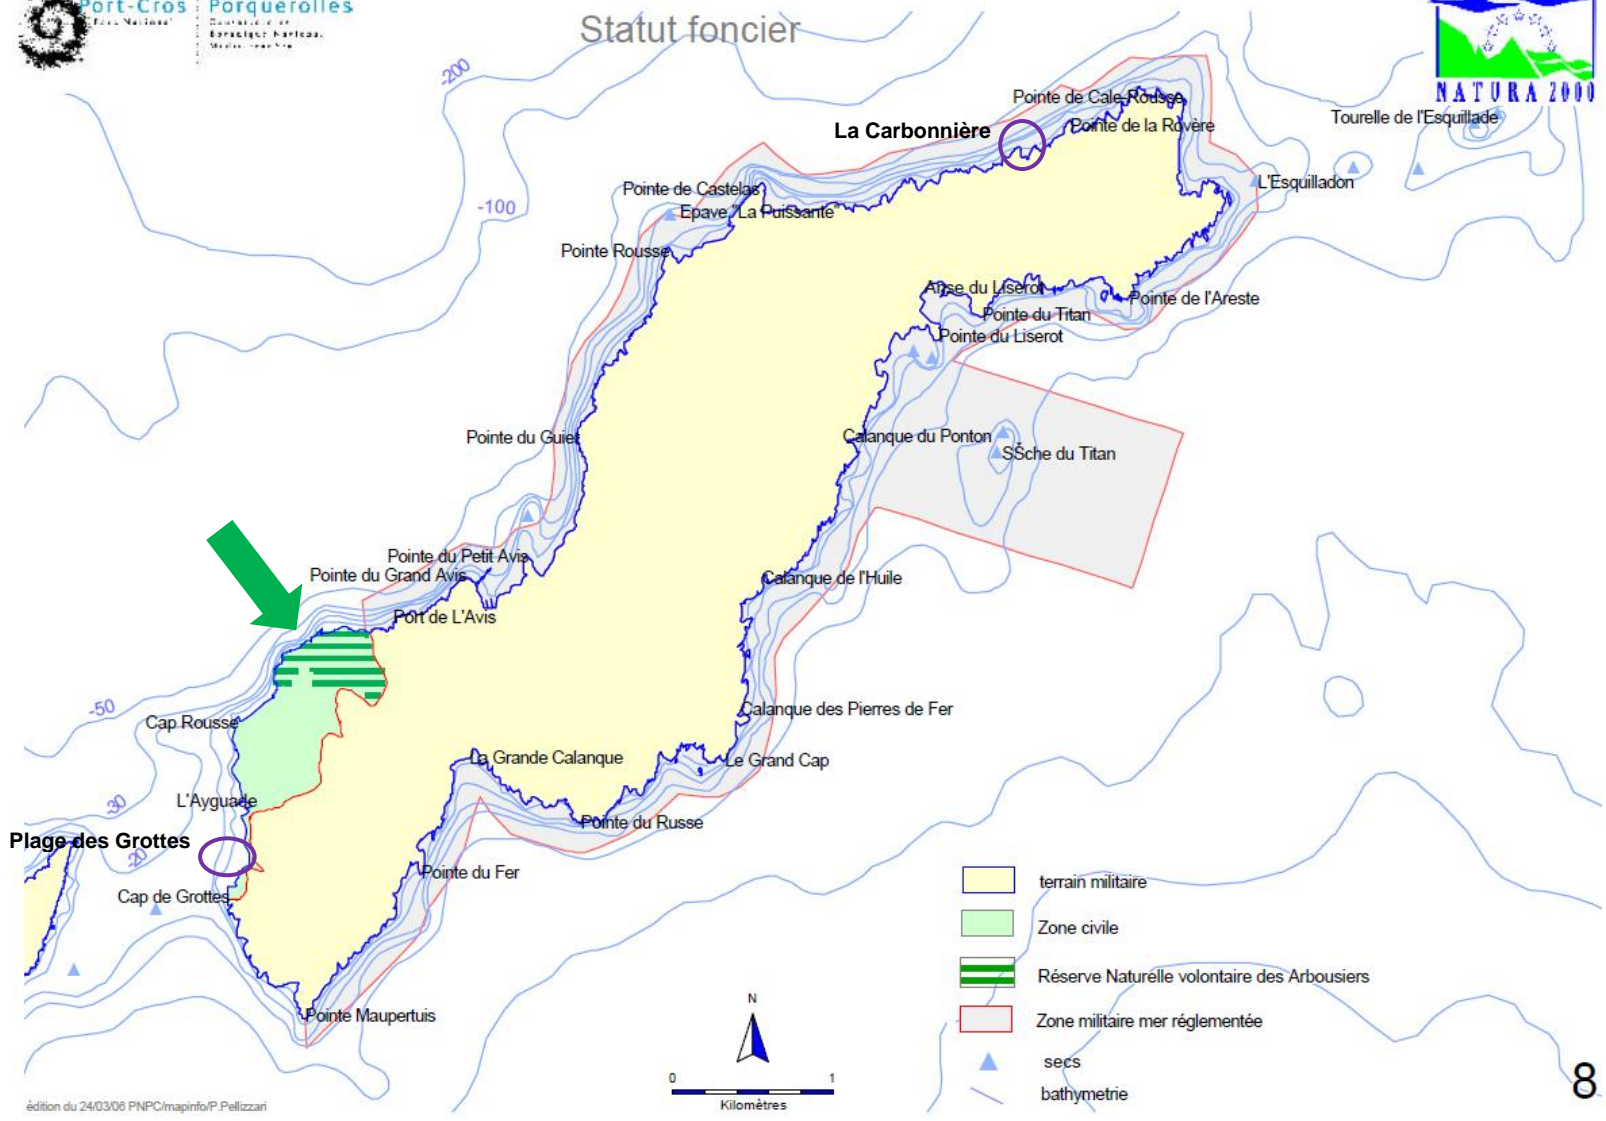 Port-Cros Porquerolles
Parc National
Statut foncier
NATURA 2000
-200
Pointe de Cale Rousse
La Carbonnière
Pointe de la Rovère
Tourelle de l'Esquillade
Pointe de Castelas
L'Esquilladon
-100
Epave "La Puissante"
Pointe Rousse
Anse du Liserot
Pointe de l'Areste
Pointe du Titan
Pointe du Liserot
Pointe du Guiet
Calanque du Ponton
SŠche du Titan
Pointe du Petit Avis
Pointe du Grand Avis
Calanque de l'Huile
Port de L'Avis
-50
Cap Rousse
Calanque des Pierres de Fer
La Grande Calanque
Le Grand Cap
-30
L'Ayguade
Pointe du Russe
Plage des Grottes
-20
Pointe du Fer
Cap de Grottes
terrain militaire
Zone civile
Réserve Naturelle volontaire des Arbousiers
Pointe Maupertuis
Zone militaire mer réglementée
secs
bathymetrie
N
0 1
Kilomètres
8
édition du 24/03/06 PNPC/mapinfo/P.Pellizzari